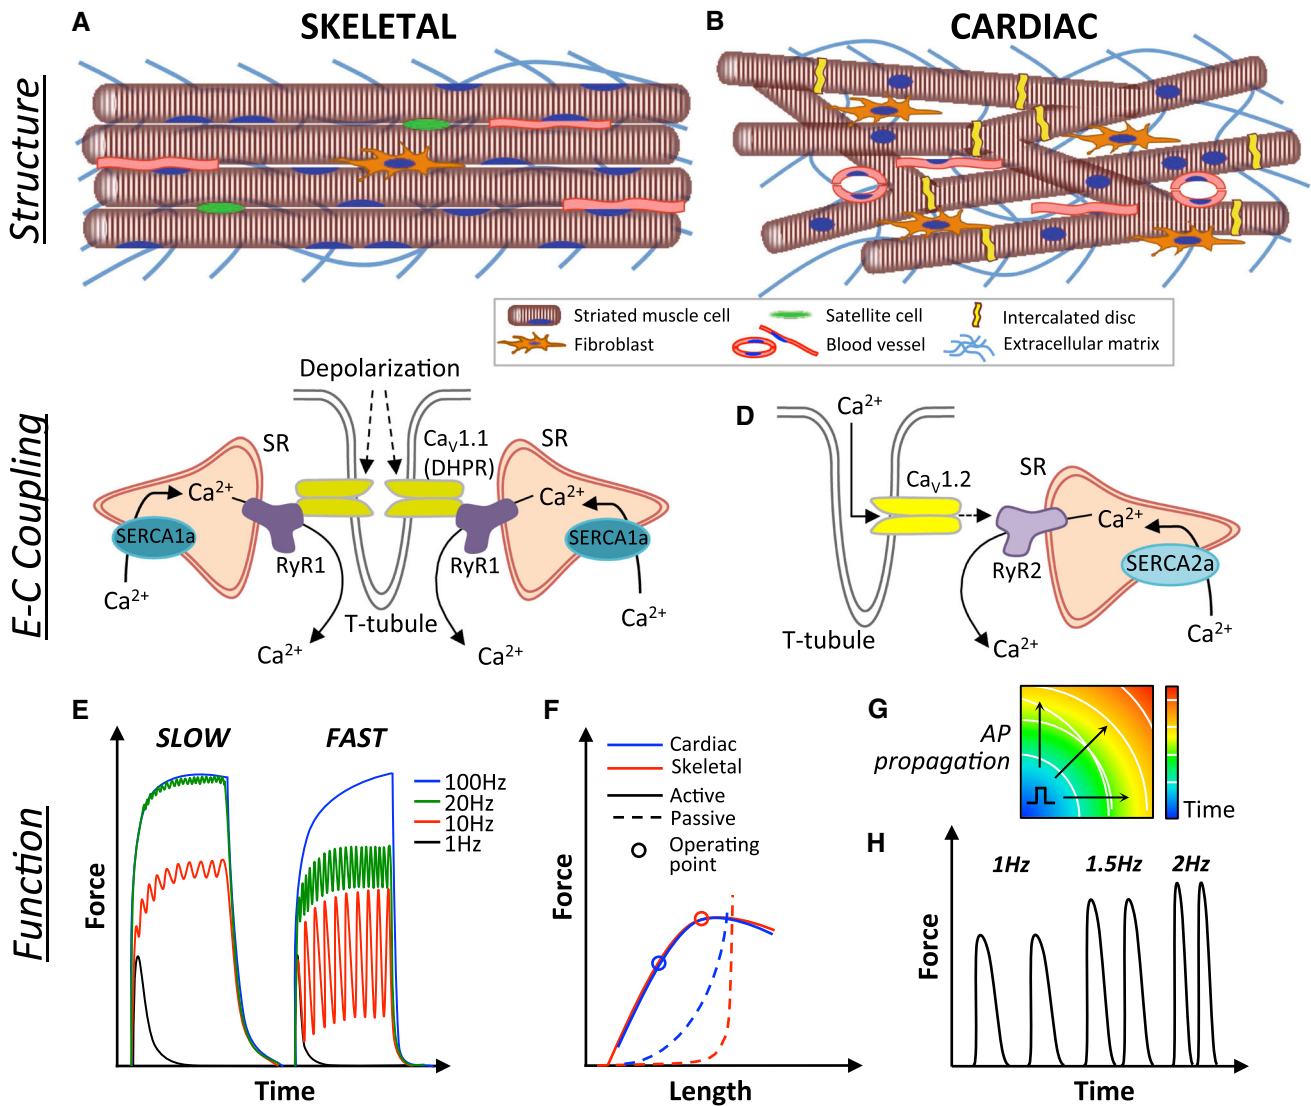 A
SKELETAL
B
CARDIAC
Structure
Striated muscle cell
Satellite cell
Intercalated disc
Fibroblast
Blood vessel
Extracellular matrix
E-C Coupling
Depolarization
SR
CaV1.1
(DHPR)
SR
Ca2+
Ca2+
SERCA1a
SERCA1a
RyR1
RyR1
Ca2+
Ca2+
T-tubule
Ca2+
Ca2+
D
Ca2+
CaV1.2
SR
Ca2+
RyR2
SERCA2a
T-tubule
Ca2+
Ca2+
Function
E
SLOW
FAST
100Hz
20Hz
10Hz
1Hz
Force
Time
F
Cardiac
Skeletal
Active
Passive
Operating
point
Force
Length
G
AP
propagation
Time
H
1Hz
1.5Hz
2Hz
Force
Time